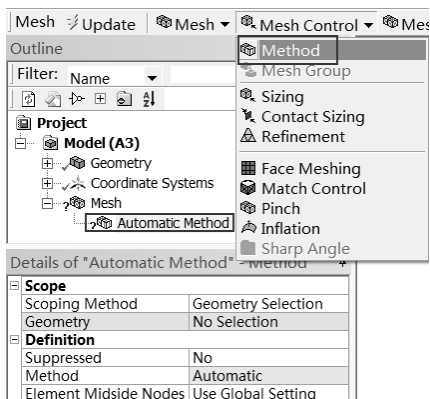 Mesh Update Mesh Mesh Control Mes
Outline
Filter: Name
Project
Model (A3)
Geometry
Coordinate Systems
Mesh
Automatic Method
Method
Mesh Group
Sizing
Contact Sizing
Refinement
Face Meshing
Match Control
Pinch
Inflation
Sharp Angle
Details of "Automatic Method" - Method
Scope
Scoping Method Geometry Selection
Geometry No Selection
Definition
Suppressed No
Method Automatic
Element Midside Nodes Use Global Setting